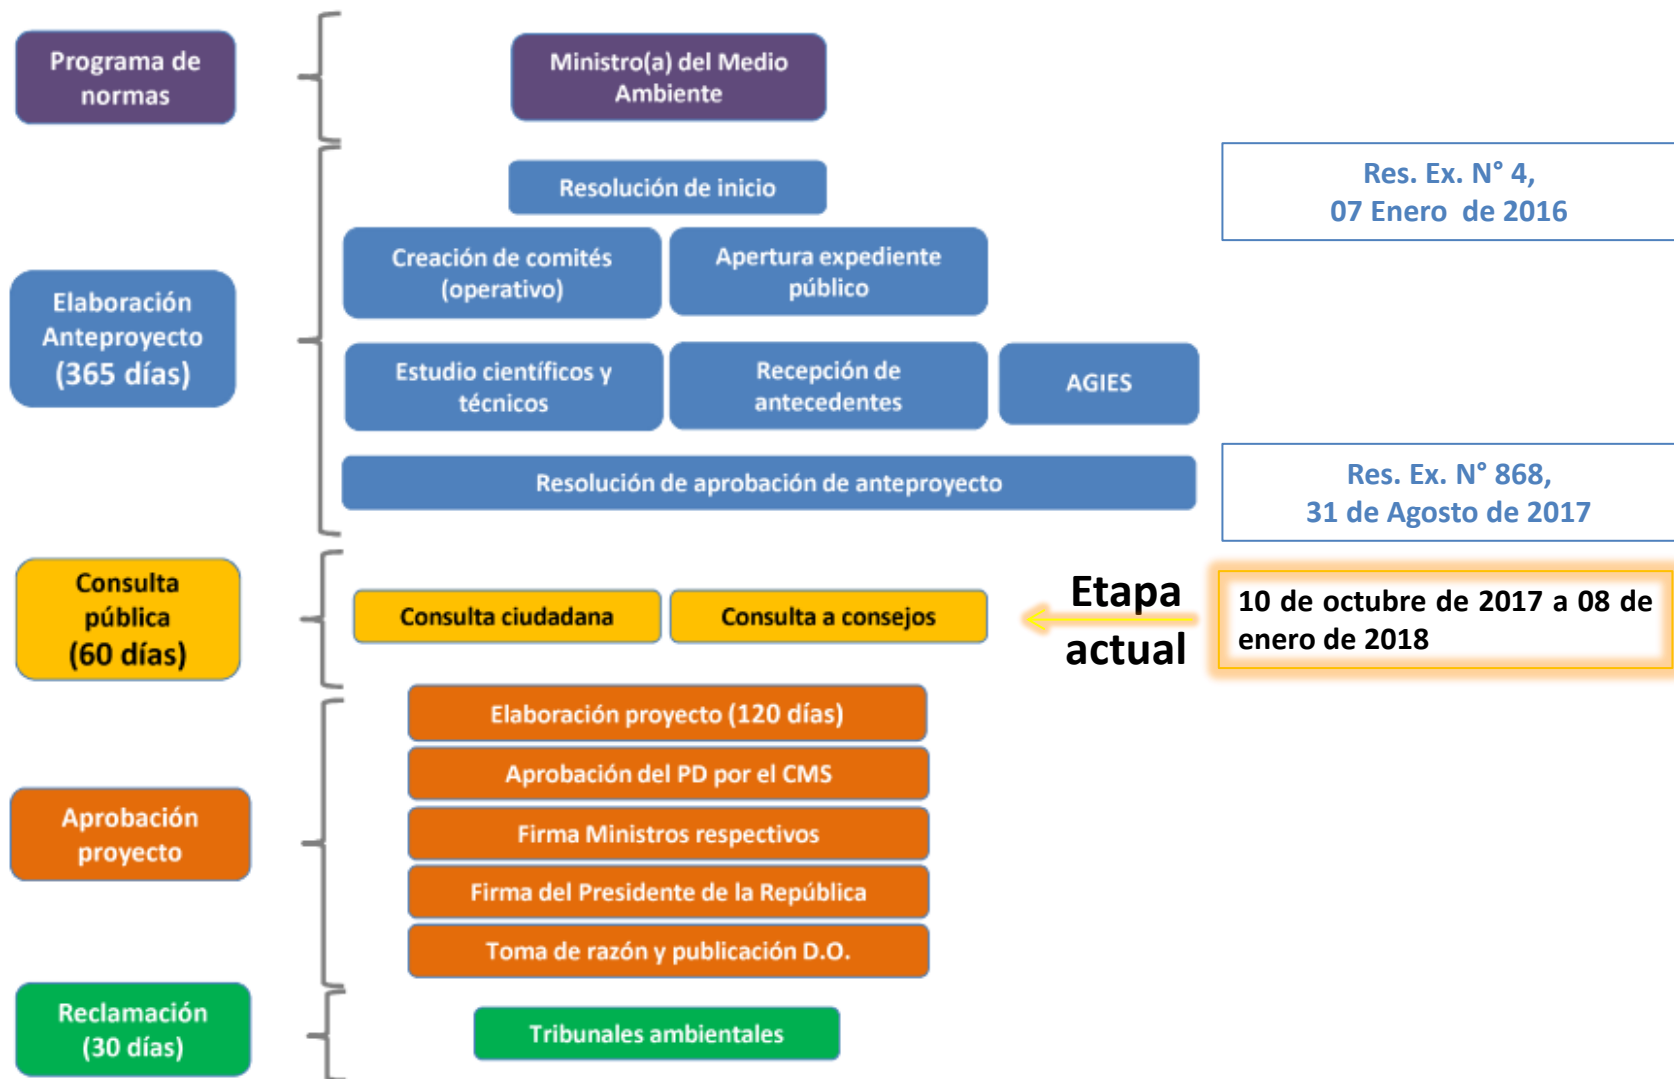 Programa de
normas
Ministro(a) del Medio
Ambiente
Resolución de inicio
Res. Ex. N° 4,
07 Enero de 2016
Creación de comités
(operativo)
Apertura expediente
público
Elaboración
Anteproyecto
(365 días)
Estudio científicos y
técnicos
Recepción de
antecedentes
AGIES
Resolución de aprobación de anteproyecto
Res. Ex. N° 868,
31 de Agosto de 2017
Consulta
pública
(60 días)
Consulta ciudadana
Consulta a consejos
Etapa
actual
10 de octubre de 2017 a 08 de
enero de 2018
Aprobación
proyecto
Elaboración proyecto (120 días)
Aprobación del PD por el CMS
Firma Ministros respectivos
Firma del Presidente de la República
Toma de razón y publicación D.O.
Reclamación
(30 días)
Tribunales ambientales